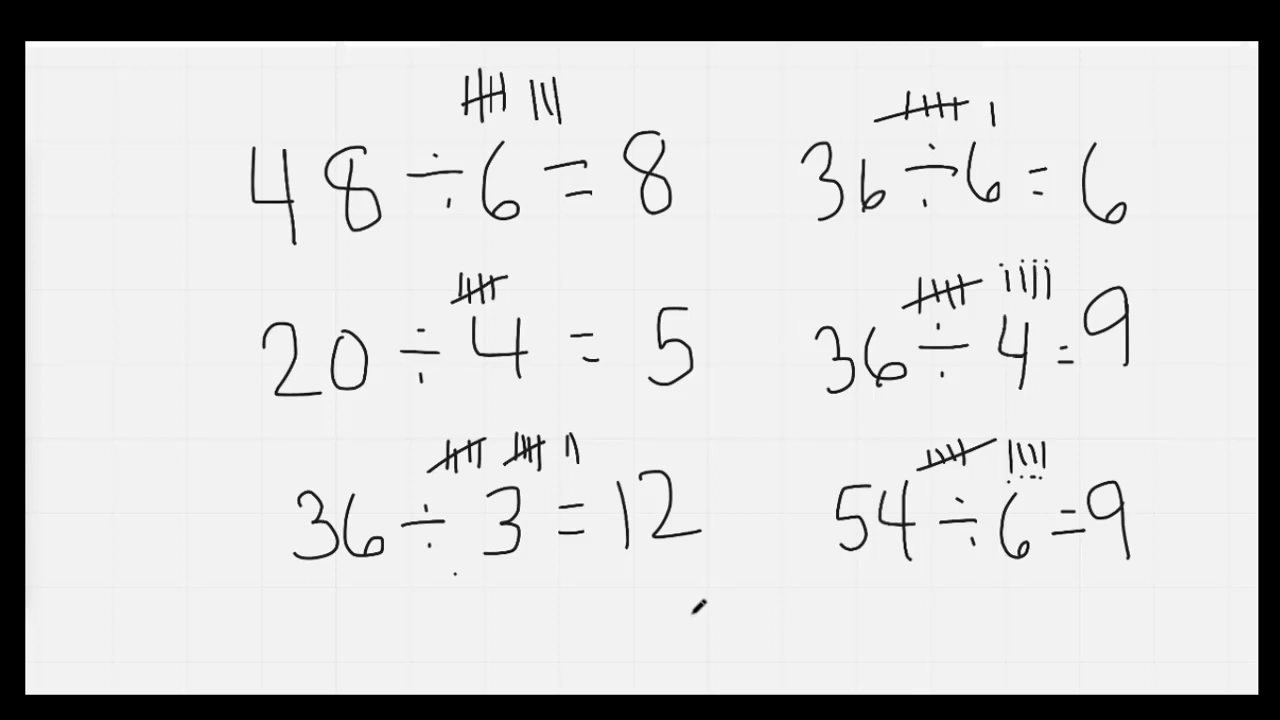 48 ÷ 6 = 8
36 ÷ 6 = 6
20 ÷ 4 = 5
36 ÷ 4 = 9
36 ÷ 3 = 12
54 ÷ 6 = 9